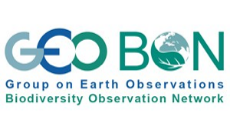 GEO BON
Group on Earth Observations
Biodiversity Observation Network